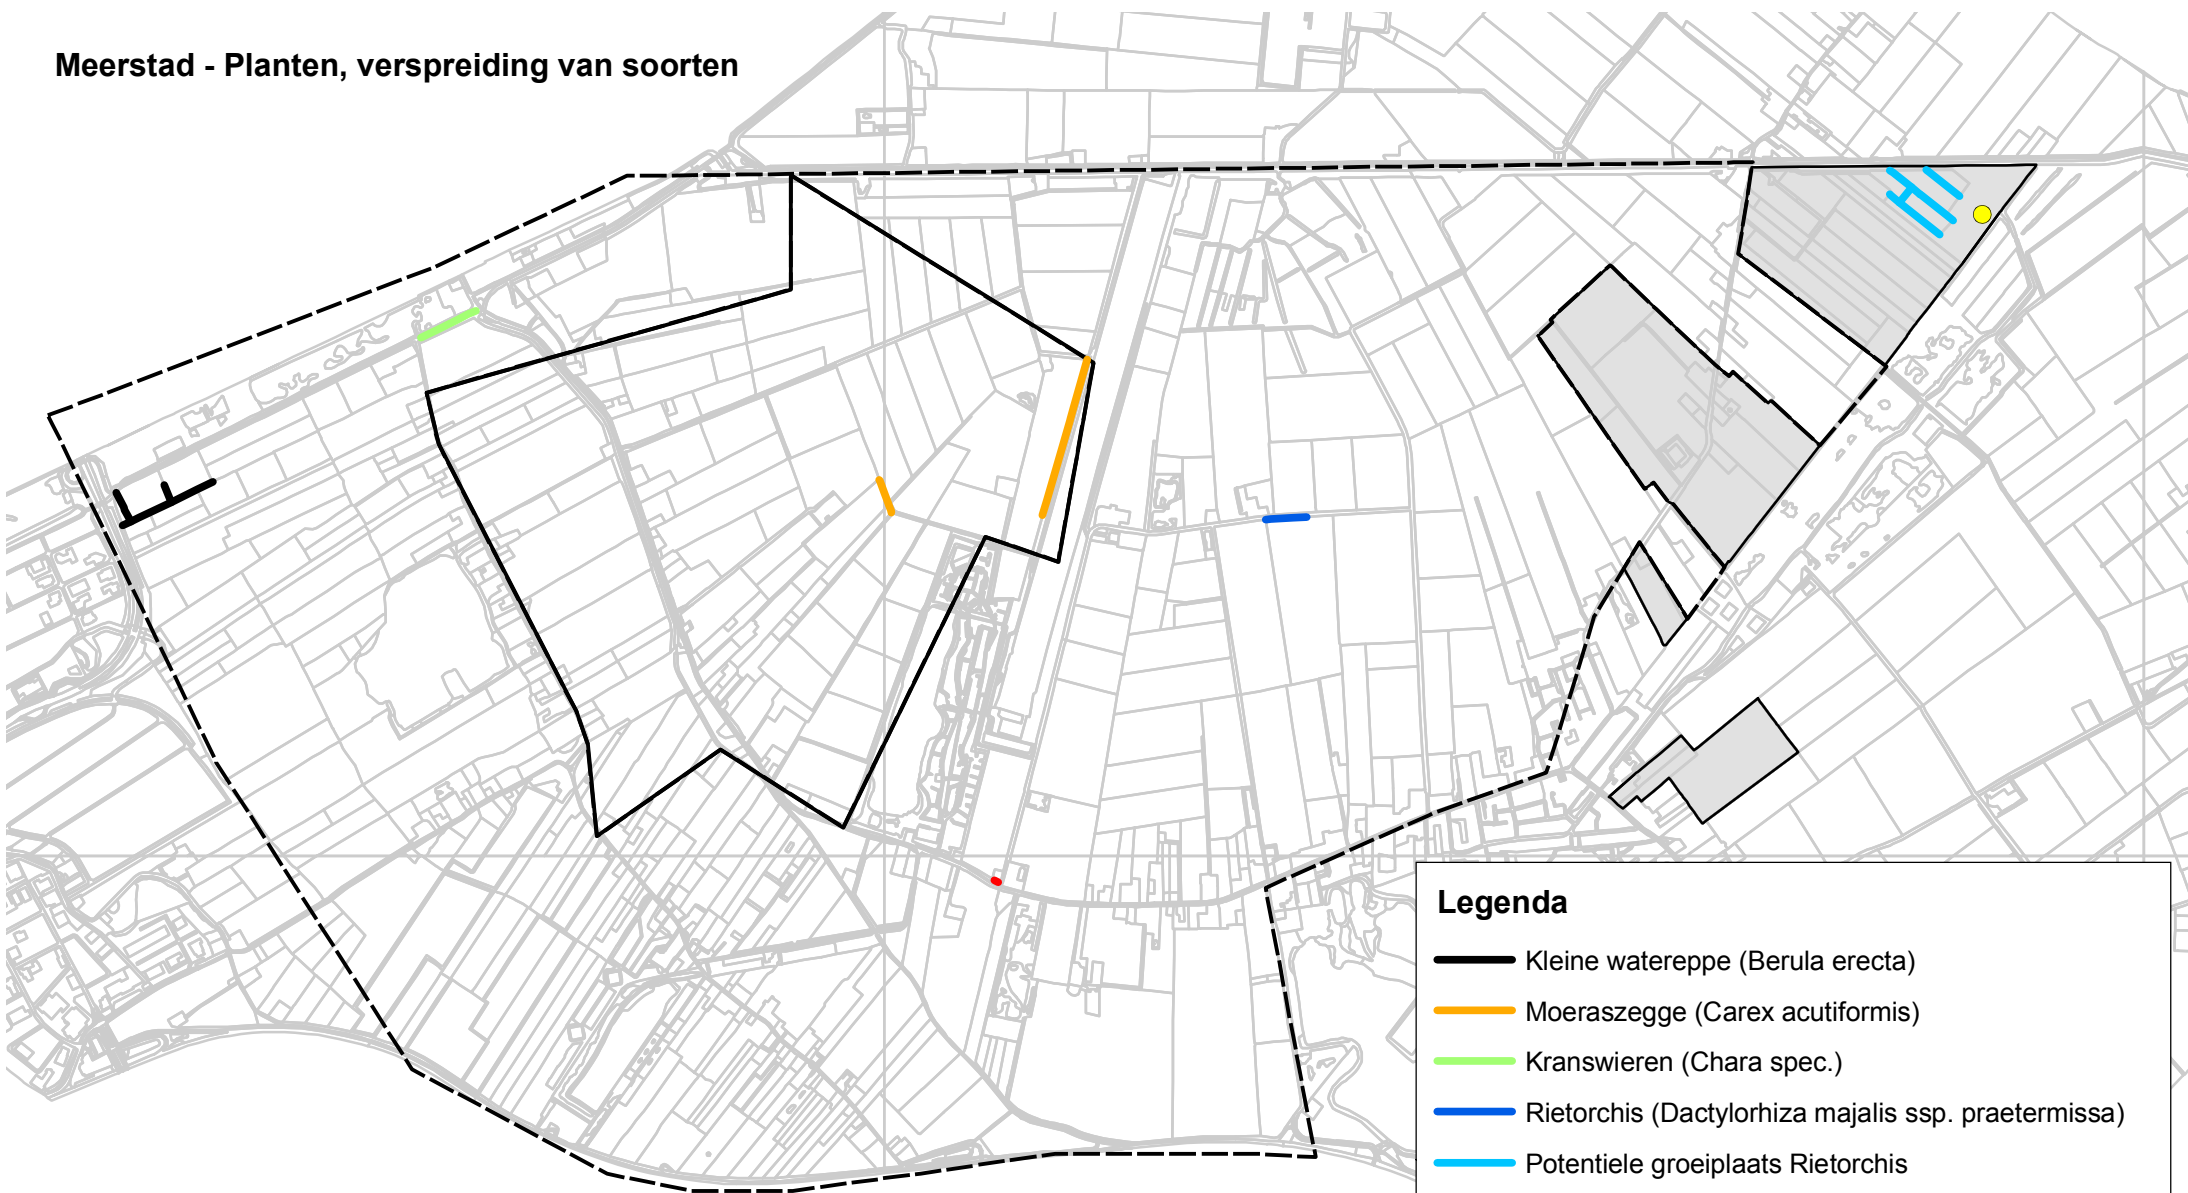 Meerstad - Planten, verspreiding van soorten
Legenda
Kleine watereppe (Berula erecta)
Moeraszegge (Carex acutiformis)
Kranswieren (Chara spec.)
Rietorchis (Dactylorhiza majalis ssp. praetermissa)
Potentiele groeiplaats Rietorchis